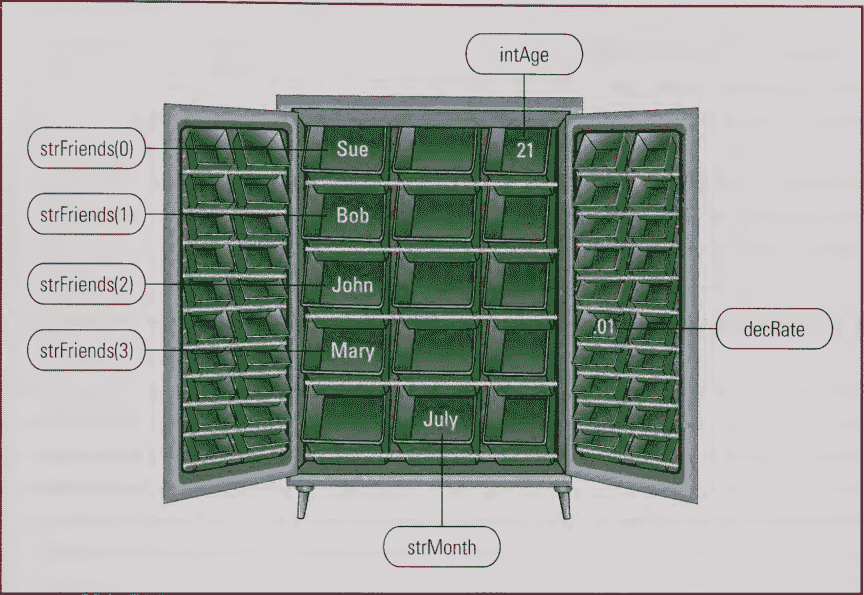 intAge
strFriends(0)
Sue
21
strFriends(1)
Bob
strFriends(2)
John
.01
decRate
strFriends(3)
Mary
July
strMonth